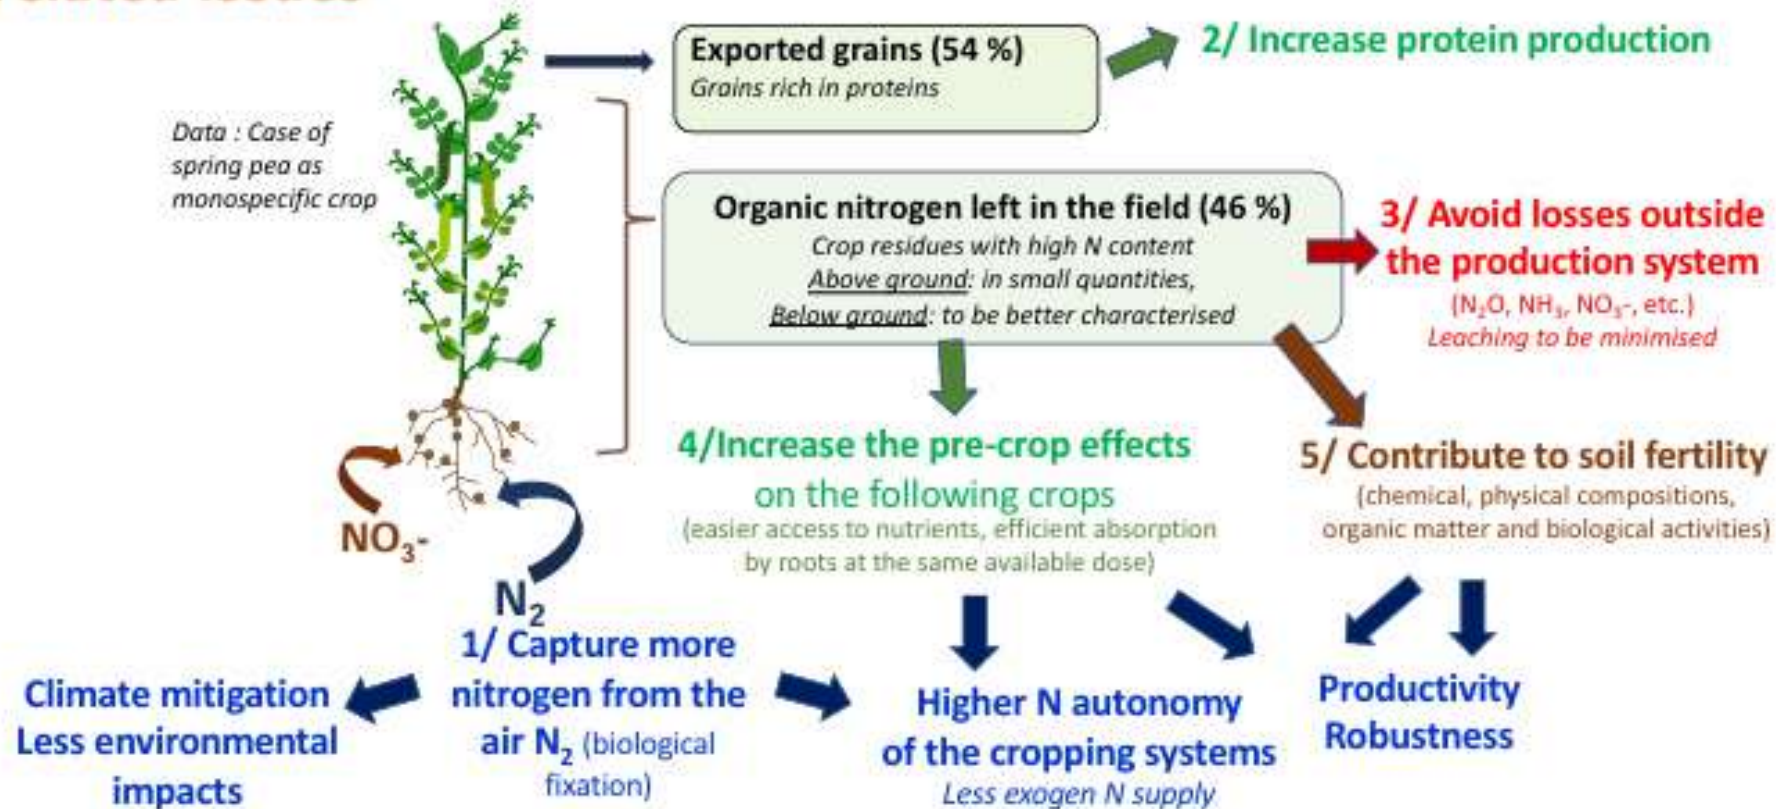 Exported grains (54 %)
Grains rich in proteins
2/ Increase protein production
Data : Case of
spring pea as
monospecific crop
Organic nitrogen left in the field (46 %)
Crop residues with high N content
Above ground: in small quantities,
Below ground: to be better characterised
3/ Avoid losses outside
the production system
(N₂O, NH₃, NO₃-, etc.)
Leaching to be minimised
4/Increase the pre-crop effects
on the following crops
(easier access to nutrients, efficient absorption
by roots at the same available dose)
5/ Contribute to soil fertility
(chemical, physical compositions,
organic matter and biological activities)
NO₃-
N₂
1/ Capture more
nitrogen from the
air N₂ (biological
fixation)
Climate mitigation
Less environmental
impacts
Higher N autonomy
of the cropping systems
Less exogen N supply
Productivity
Robustness